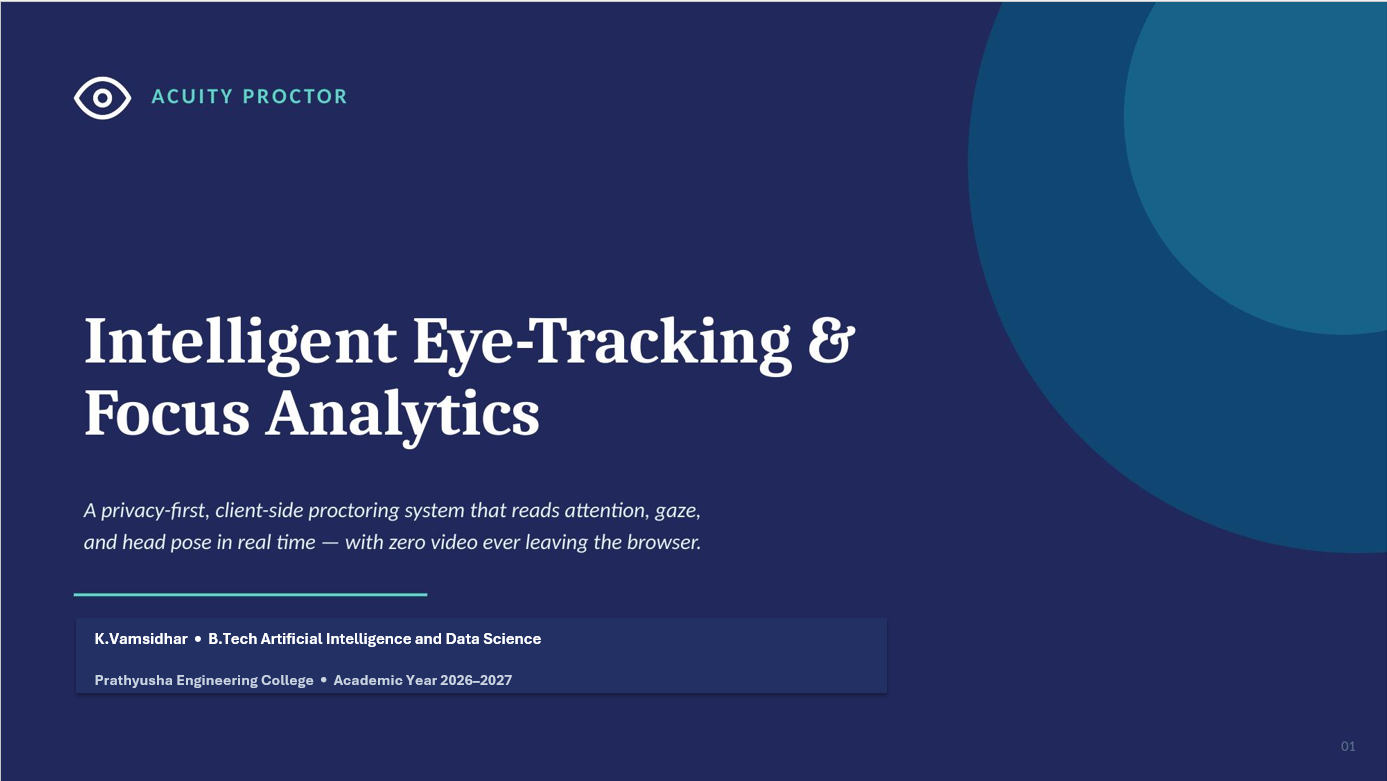 ACUITY PROCTOR
Intelligent Eye-Tracking &
Focus Analytics
A privacy-first, client-side proctoring system that reads attention, gaze,
and head pose in real time — with zero video ever leaving the browser.
K.Vamsidhar • B.Tech Artificial Intelligence and Data Science
Prathyusha Engineering College • Academic Year 2026–2027
01